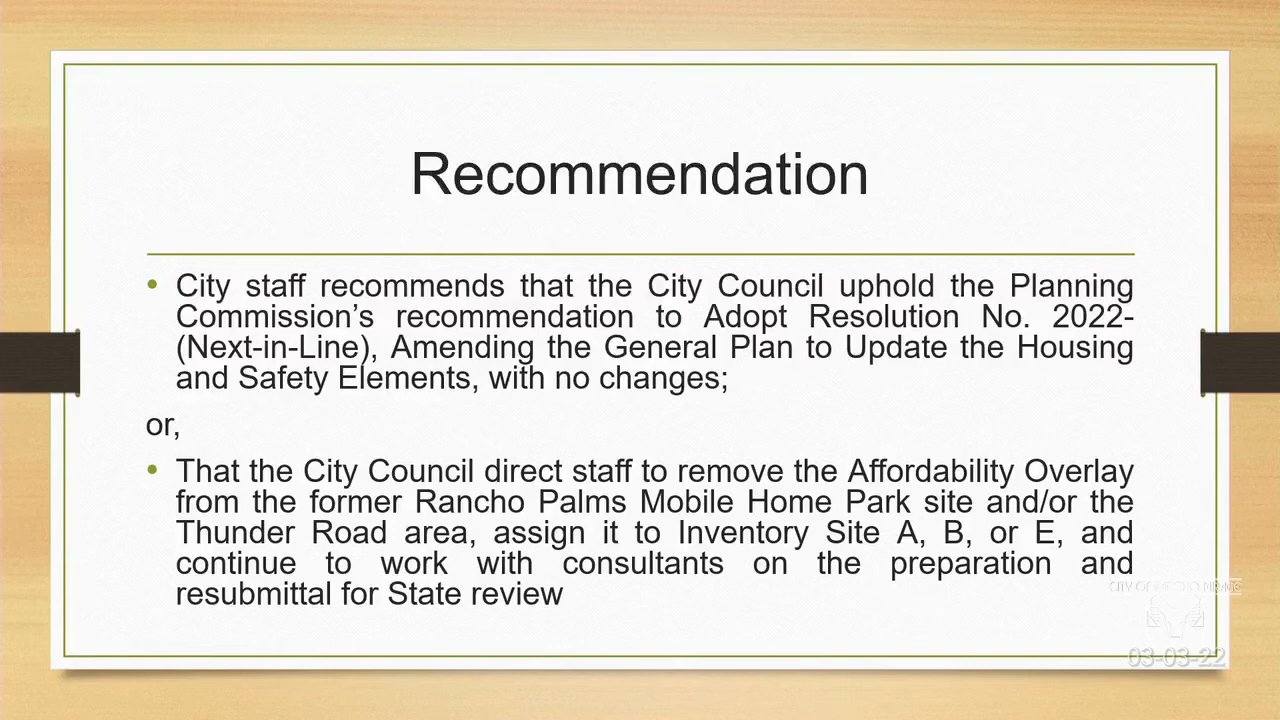 Recommendation
• City staff recommends that the City Council uphold the Planning
Commission’s recommendation to Adopt Resolution No. 2022-
(Next-in-Line), Amending the General Plan to Update the Housing
and Safety Elements, with no changes;
or,
• That the City Council direct staff to remove the Affordability Overlay
from the former Rancho Palms Mobile Home Park site and/or the
Thunder Road area, assign it to Inventory Site A, B, or E, and
continue to work with consultants on the preparation and
resubmittal for State review
CITY OF RANCHO MIRAGE
03-03-22